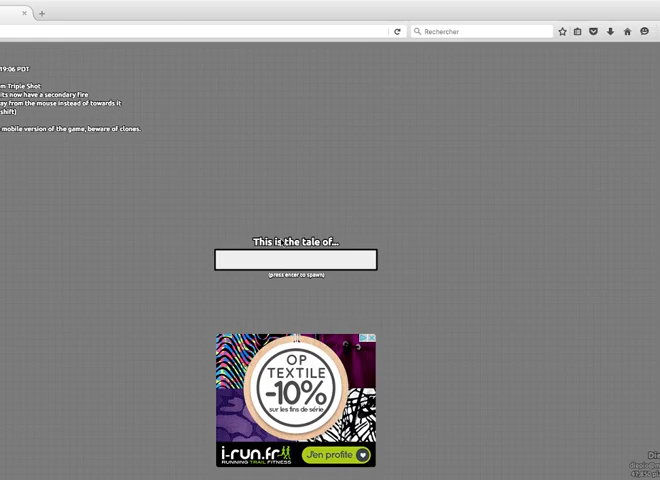 Rechercher
19:06 PDT
m Triple Shot
its now have a secondary fire
ay from the mouse instead of towards it
shift)
mobile version of the game, beware of clones.
This is the tale of...
(press enter to spawn)
OP
TEXTILE
-10%
sur les fins de série
i-run.fr
RUNNING TRAIL FITNESS
J'en profite
Die